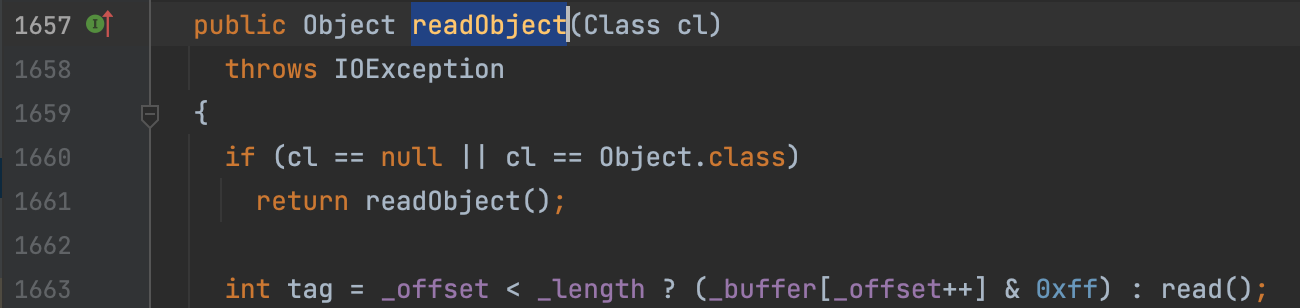 1657 public Object readObject(Class cl)
1658 throws IOException
1659 {
1660 if (cl == null || cl == Object.class)
1661 return readObject();
1662
1663 int tag = _offset < _length ? (_buffer[_offset++] & 0xff) : read();